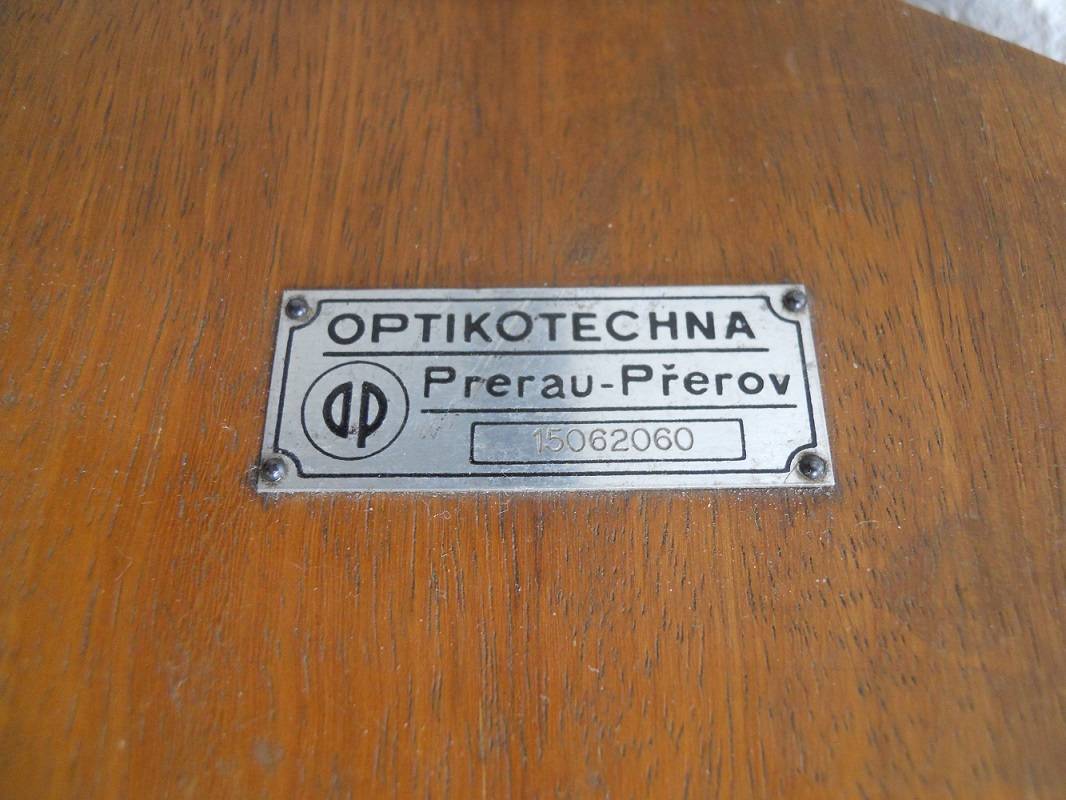 OPTIKOTECHNA
Prerau-Přerov
OP
15062060